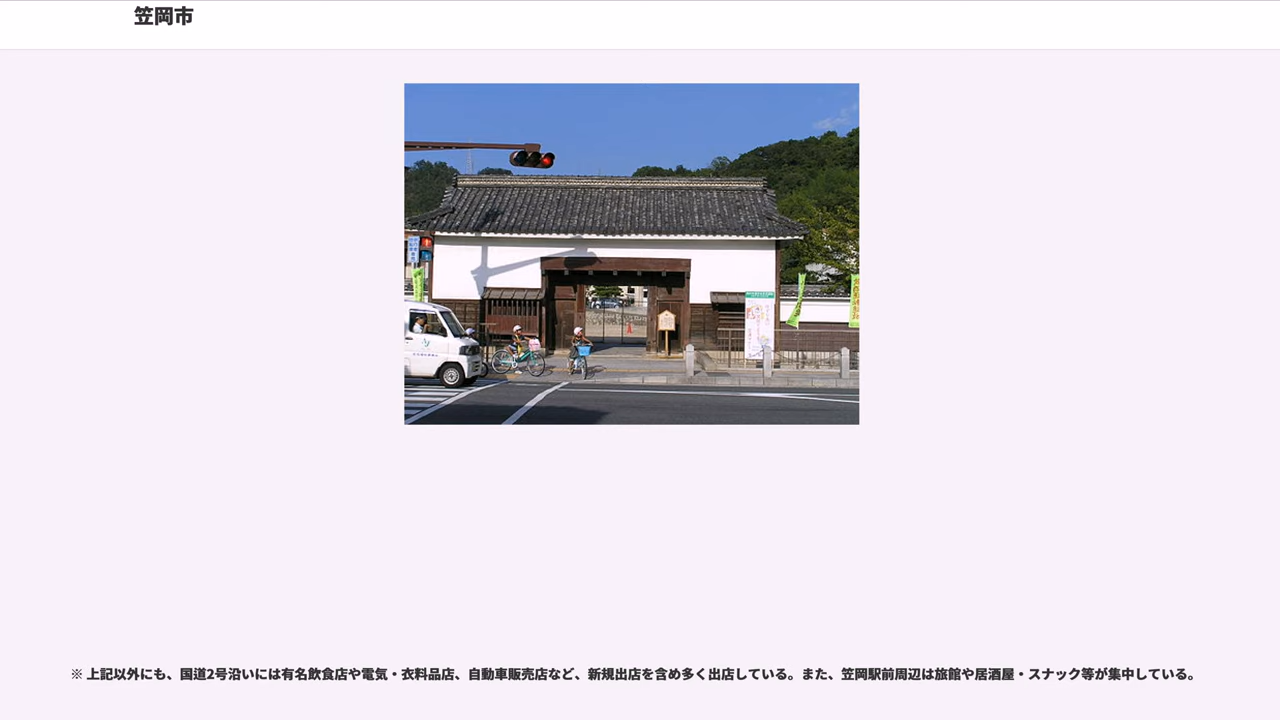 笠岡市
※ 上記以外にも、国道2号沿いには有名飲食店や電気・衣料品店、自動車販売店など、新規出店を含め多く出店している。また、笠岡駅前周辺は旅館や居酒屋・スナック等が集中している。